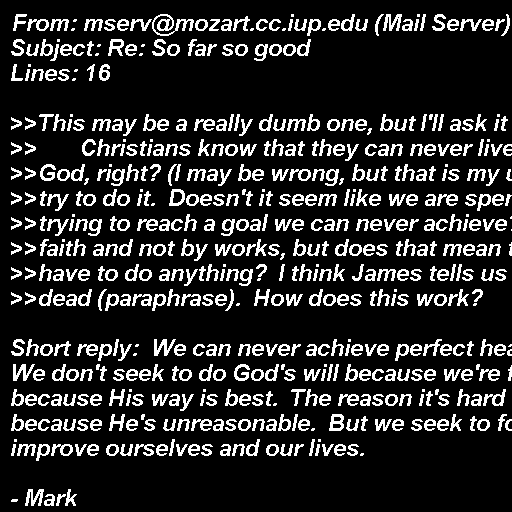 From: mserv@mozart.cc.iup.edu (Mail Server)
Subject: Re: So far so good
Lines: 16

>>This may be a really dumb one, but I'll ask it
>>      Christians know that they can never live
>>God, right? (I may be wrong, but that is my
>>try to do it.  Doesn't it seem like we are
>>trying to reach a goal we can never achieve?
>>faith and not by works, but does that mean
>>have to do anything?  I think James tells us
>>dead (paraphrase).  How does this work?

Short reply:  We can never achieve perfect
We don't seek to do God's will because we're
because His way is best.  The reason it's hard
because He's unreasonable.  But we seek to
improve ourselves and our lives.

- Mark